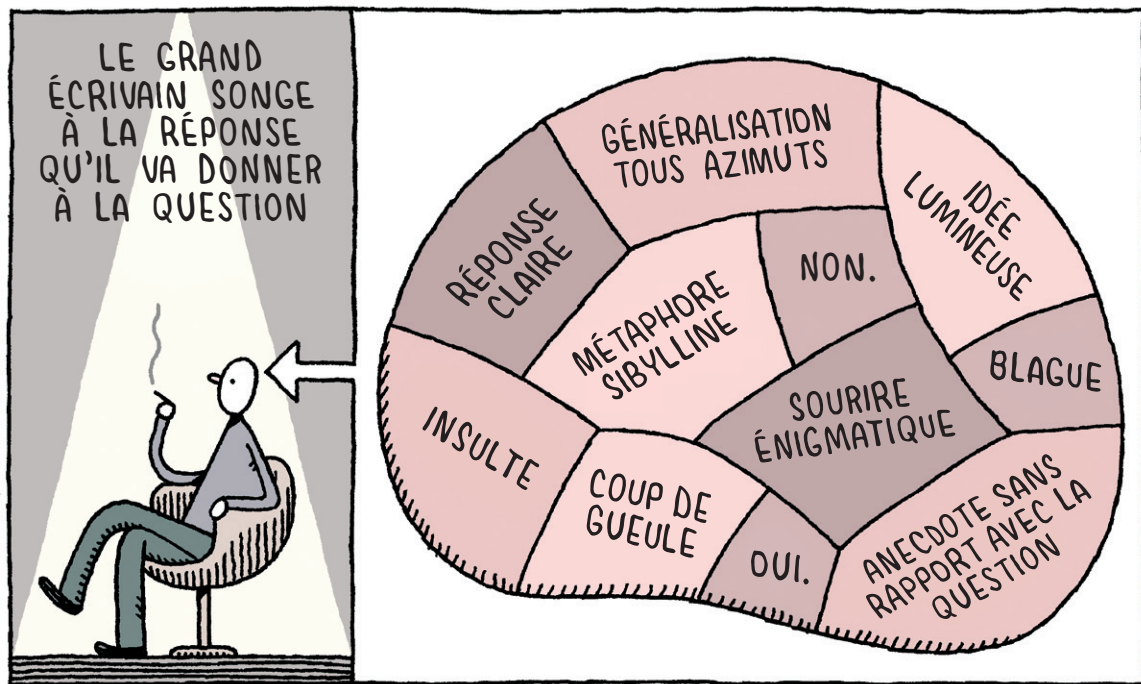 LE GRAND
ÉCRIVAIN SONGE
À LA RÉPONSE
QU'IL VA DONNER
À LA QUESTION
GÉNÉRALISATION
TOUS AZIMUTS
IDÉE
LUMINEUSE
RÉPONSE
CLAIRE
NON.
MÉTAPHORE
SIBYLLINE
BLAGUE
SOURIRE
ÉNIGMATIQUE
INSULTE
COUP DE
GUEULE
OUI.
ANECDOTE SANS
RAPPORT AVEC LA
QUESTION